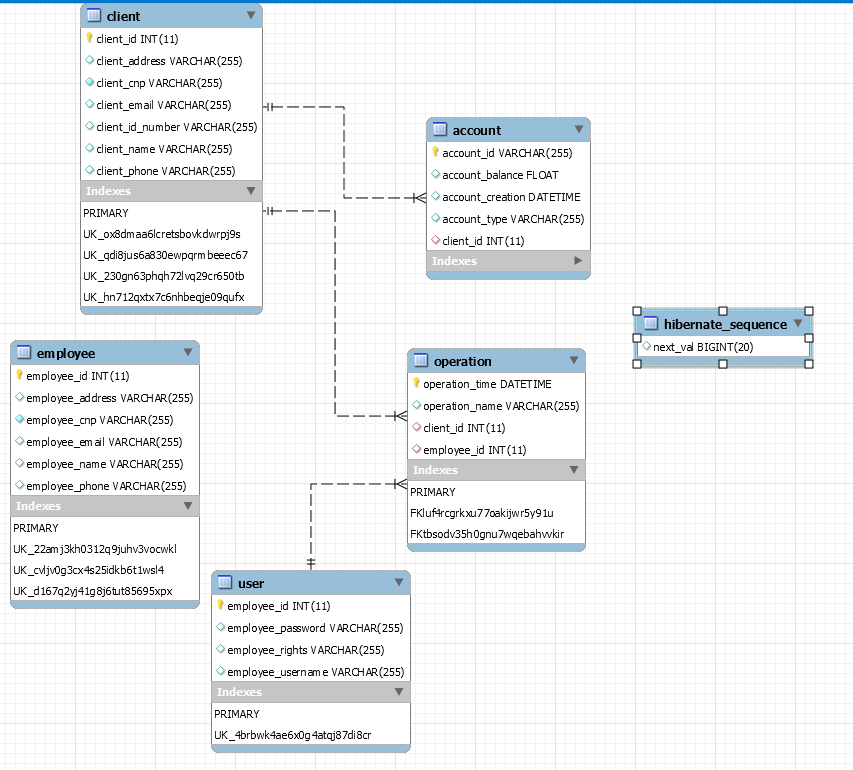 client
client_id INT(11)
client_address VARCHAR(255)
client_cnp VARCHAR(255)
client_email VARCHAR(255)
client_id_number VARCHAR(255)
client_name VARCHAR(255)
client_phone VARCHAR(255)
Indexes
PRIMARY
UK_ox8dmaa6lcretsbovkdwrpj9s
UK_qdi8jus6a830ewpqrmbeeec67
UK_230gn63phqh72lvq29cr650tb
UK_hn712qxtx7c6nhbeqje09qufx
account
account_id VARCHAR(255)
account_balance FLOAT
account_creation DATETIME
account_type VARCHAR(255)
client_id INT(11)
Indexes
hibernate_sequence
next_val BIGINT(20)
employee
employee_id INT(11)
employee_address VARCHAR(255)
employee_cnp VARCHAR(255)
employee_email VARCHAR(255)
employee_name VARCHAR(255)
employee_phone VARCHAR(255)
Indexes
PRIMARY
UK_22amj3kh0312q9juhv3vocwkl
UK_cvljv0g3cx4s25idkb6t1wsl4
UK_d167q2yj41g8j6tut85695xpx
operation
operation_time DATETIME
operation_name VARCHAR(255)
client_id INT(11)
employee_id INT(11)
Indexes
PRIMARY
FKluf4rcgrkxu77oakijwr5y91u
FKtbsodv35h0gnu7wqebahvvkir
user
employee_id INT(11)
employee_password VARCHAR(255)
employee_rights VARCHAR(255)
employee_username VARCHAR(255)
Indexes
PRIMARY
UK_4brbwk4ae6x0g4atqj87di8cr